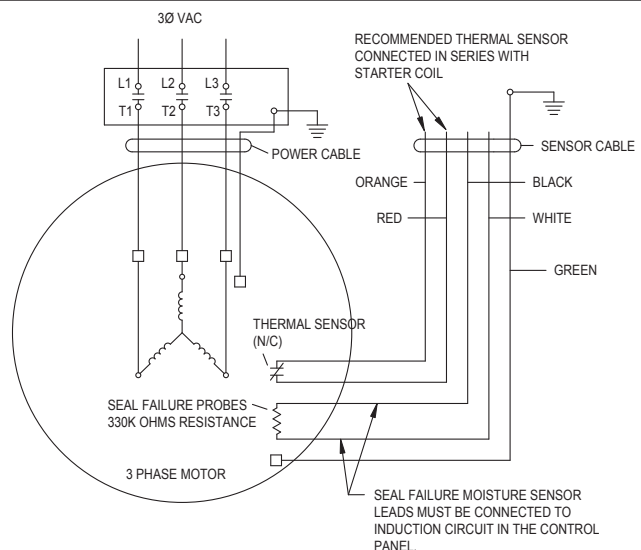 3Ø VAC
RECOMMENDED THERMAL SENSOR
CONNECTED IN SERIES WITH
STARTER COIL
L1 L2 L3
T1 T2 T3
POWER CABLE
SENSOR CABLE
ORANGE
BLACK
RED
WHITE
GREEN
THERMAL SENSOR
(N/C)
SEAL FAILURE PROBES
330K OHMS RESISTANCE
3 PHASE MOTOR
SEAL FAILURE MOISTURE SENSOR
LEADS MUST BE CONNECTED TO
INDUCTION CIRCUIT IN THE CONTROL
PANEL.